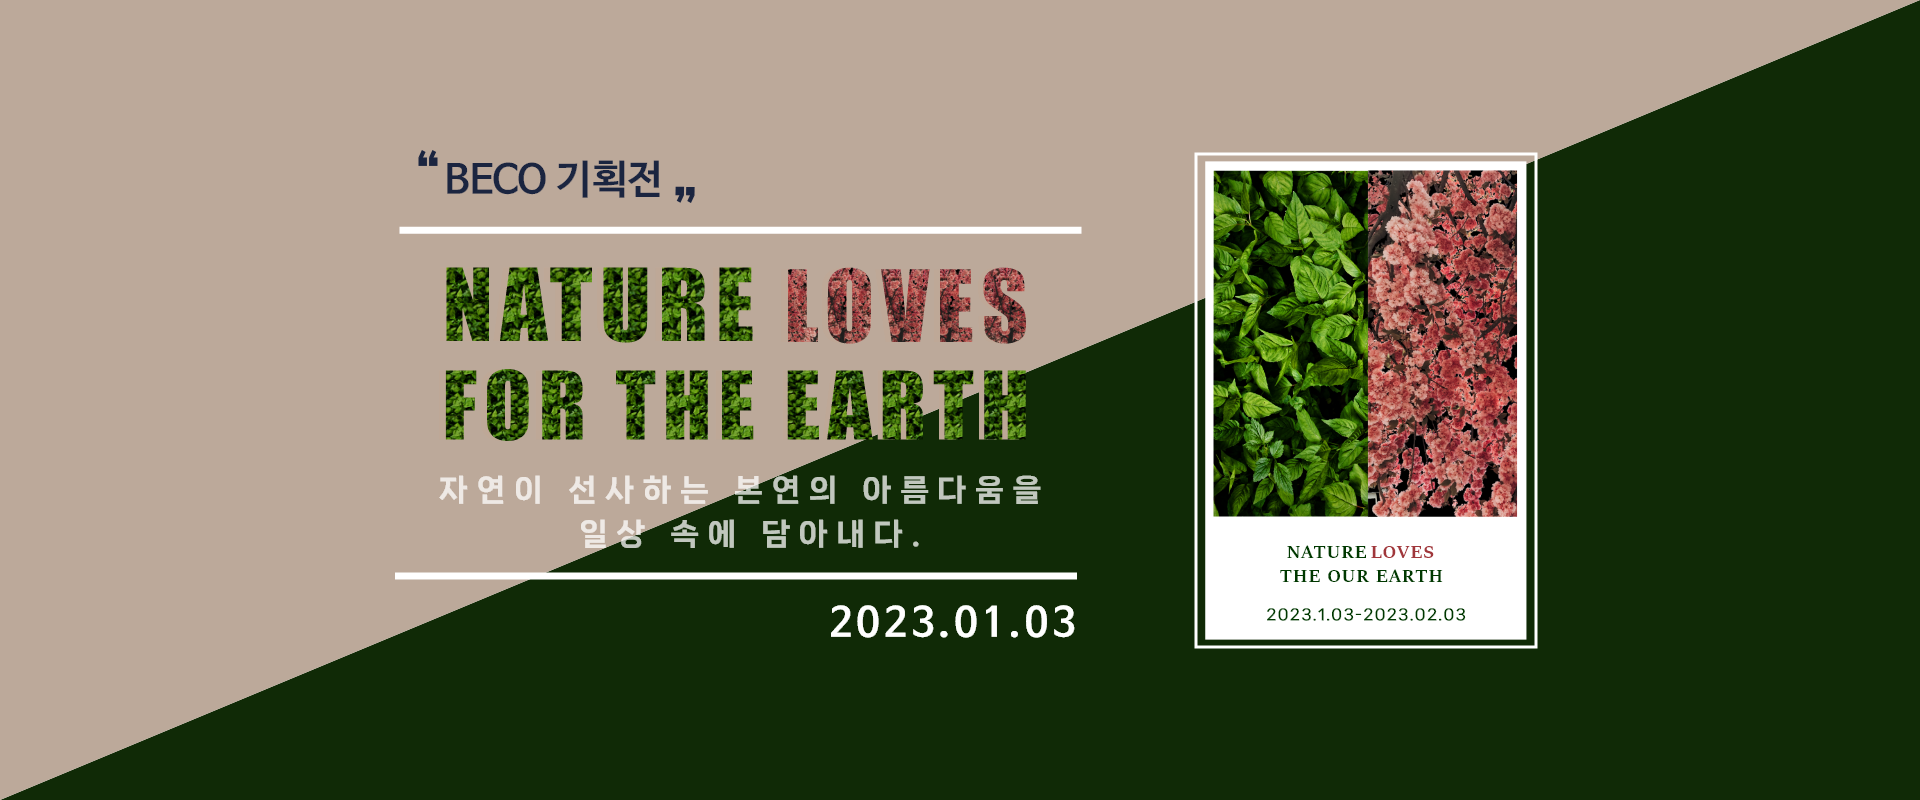 ❝ BECO 기획전 ❞
NATURE LOVES
FOR THE EARTH
자연이 선사하는 본연의 아름다움을
일상 속에 담아내다.
2023.01.03
NATURE LOVES
THE OUR EARTH
2023.1.03-2023.02.03